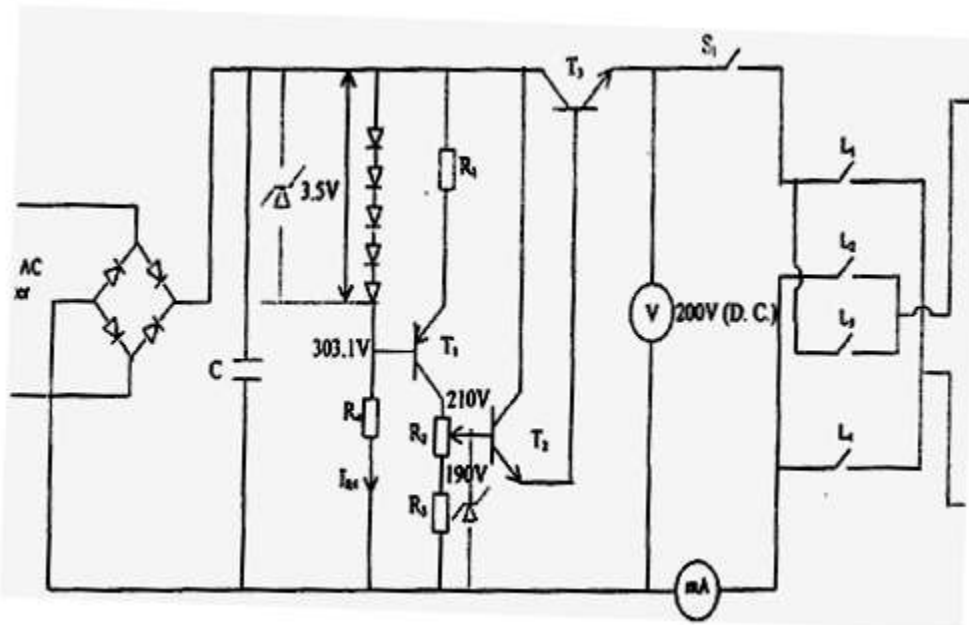 S₁
T₃
L₁
R₁
3.5V
L₂
AC
V 200V (D. C.)
L₃
303.1V
T₁
C
210V
R₄
R₂
T₂
L₄
190V
R₃
mA